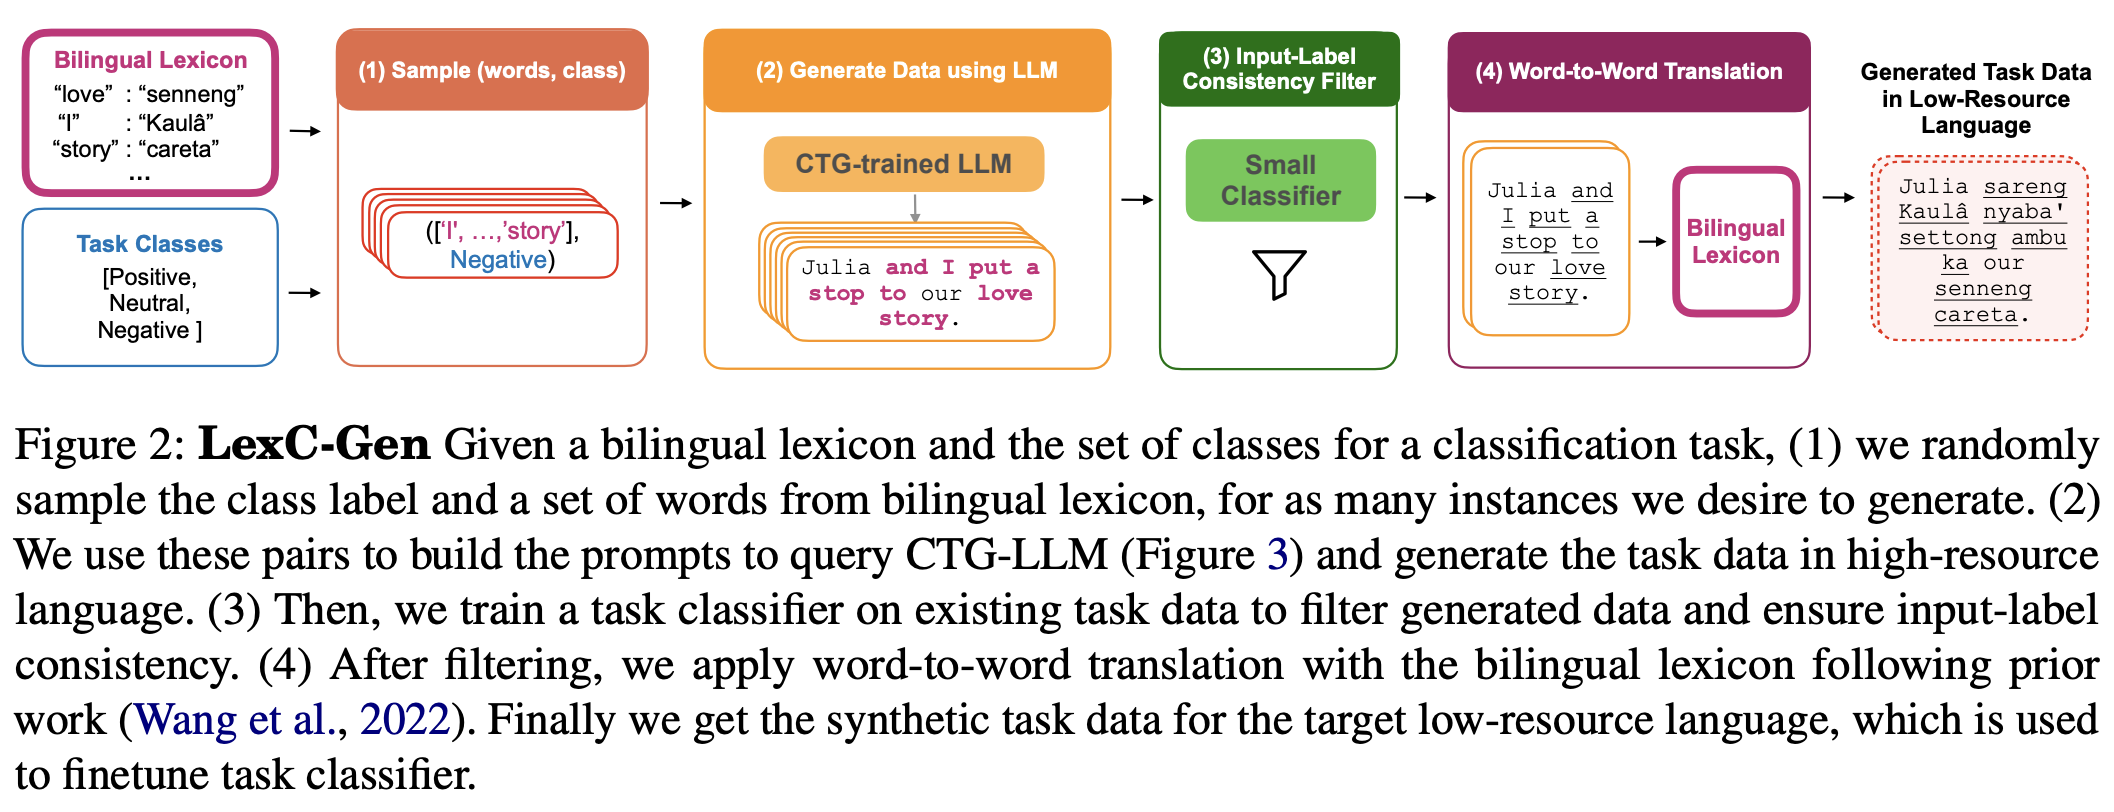 Bilingual Lexicon
“love” : “senneng”
“I” : “Kaulâ”
“story” : “careta”
...
Task Classes
[Positive,
Neutral,
Negative ]
(1) Sample (words, class)
(['I', ...,'story'],
Negative)
(2) Generate Data using LLM
CTG-trained LLM
Julia and I put a
stop to our love
story.
(3) Input-Label
Consistency Filter
Small
Classifier
(4) Word-to-Word Translation
Julia and
I put a
stop to
our love
story.
Bilingual
Lexicon
Generated Task Data
in Low-Resource
Language
Julia sareng
Kaulâ nyaba'
settong ambu
ka our
senneng
careta.
Figure 2: LexC-Gen Given a bilingual lexicon and the set of classes for a classification task, (1) we randomly
sample the class label and a set of words from bilingual lexicon, for as many instances we desire to generate. (2)
We use these pairs to build the prompts to query CTG-LLM (Figure 3) and generate the task data in high-resource
language. (3) Then, we train a task classifier on existing task data to filter generated data and ensure input-label
consistency. (4) After filtering, we apply word-to-word translation with the bilingual lexicon following prior
work (Wang et al., 2022). Finally we get the synthetic task data for the target low-resource language, which is used
to finetune task classifier.